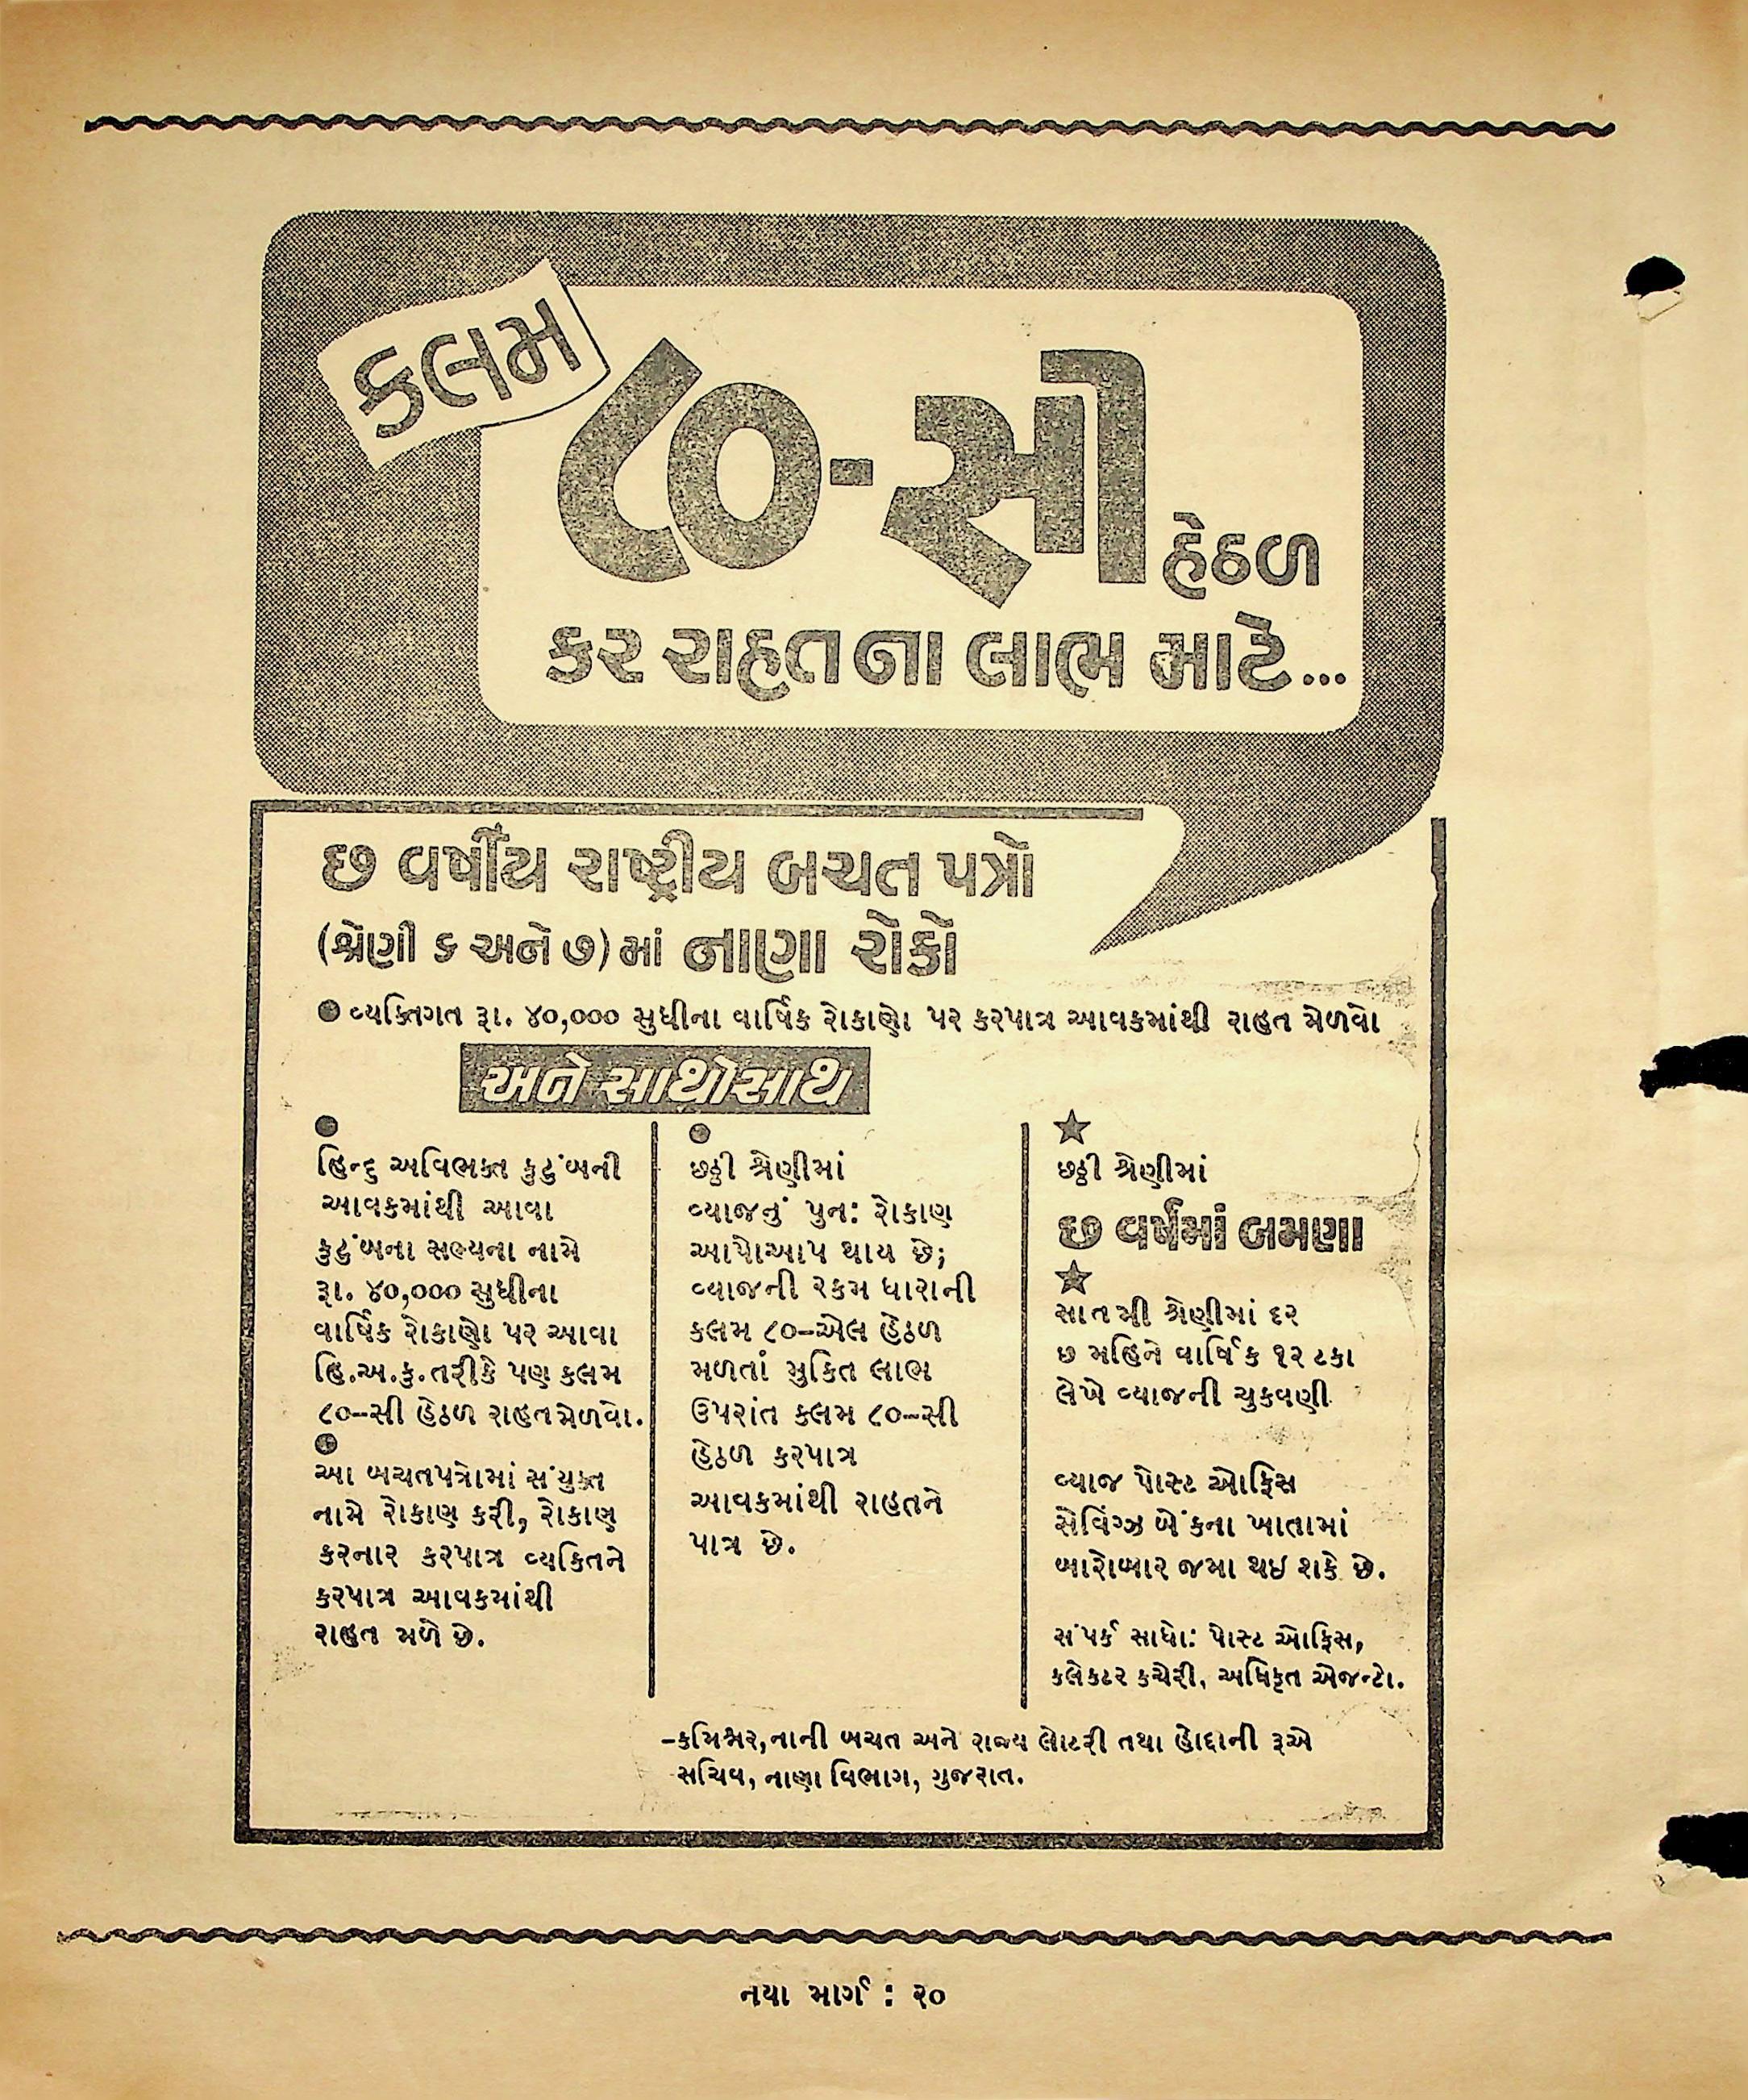 કલમ
૮૦-સી હેઠળ
કર રાહતના લાભ માટે...
છ વર્ષીય રાષ્ટ્રીય બચત પત્રો
(શ્રેણી ૬ અને ૭)માં નાણા રોકો
● વ્યક્તિગત રૂા. ૪૦,૦૦૦ સુધીના વાર્ષિક રોકાણો પર કરપાત્ર આવકમાંથી રાહત મેળવો
અને સાથોસાથ
●
હિન્દુ અવિભક્ત કુટુંબની
આવકમાંથી આવા
કુટુંબના સભ્યના નામે
રૂા. ૪૦,૦૦૦ સુધીના
વાર્ષિક રોકાણો પર આવા
હિ.અ.કુ.તરીકે પણ કલમ
૮૦-સી હેઠળ રાહત મેળવો.
●
આ બચતપત્રોમાં સંયુક્ત
નામે રોકાણ કરી, રોકાણ
કરનાર કરપાત્ર વ્યક્તિને
કરપાત્ર આવકમાંથી
રાહત મળે છે.
●
છઠ્ઠી શ્રેણીમાં
વ્યાજનું પુનઃ રોકાણ
આપોઆપ થાય છે;
વ્યાજની રકમ ધારાની
કલમ ૮૦-એલ હેઠળ
મળતાં મુકિત લાભ
ઉપરાંત કલમ ૮૦-સી
હેઠળ કરપાત્ર
આવકમાંથી રાહતને
પાત્ર છે.
★
છઠ્ઠી શ્રેણીમાં
છ વર્ષમાં બમણા
★
સાતમી શ્રેણીમાં દર
છ મહિને વાર્ષિક ૧૨ ટકા
લેખે વ્યાજની ચુકવણી
વ્યાજ પોસ્ટ ઓફિસ
સેવિંગ્ઝ બેંકના ખાતામાં
બારોબાર જમા થઇ શકે છે.
સંપર્ક સાધો: પોસ્ટ ઓફિસ,
કલેકટર કચેરી, અધિકૃત એજન્ટો.
-કમિશ્નર,નાની બચત અને રાજ્ય લોટરી તથા હોદ્દાની રૂએ
સચિવ, નાણા વિભાગ, ગુજરાત.
નયા માર્ગ : ૨૦